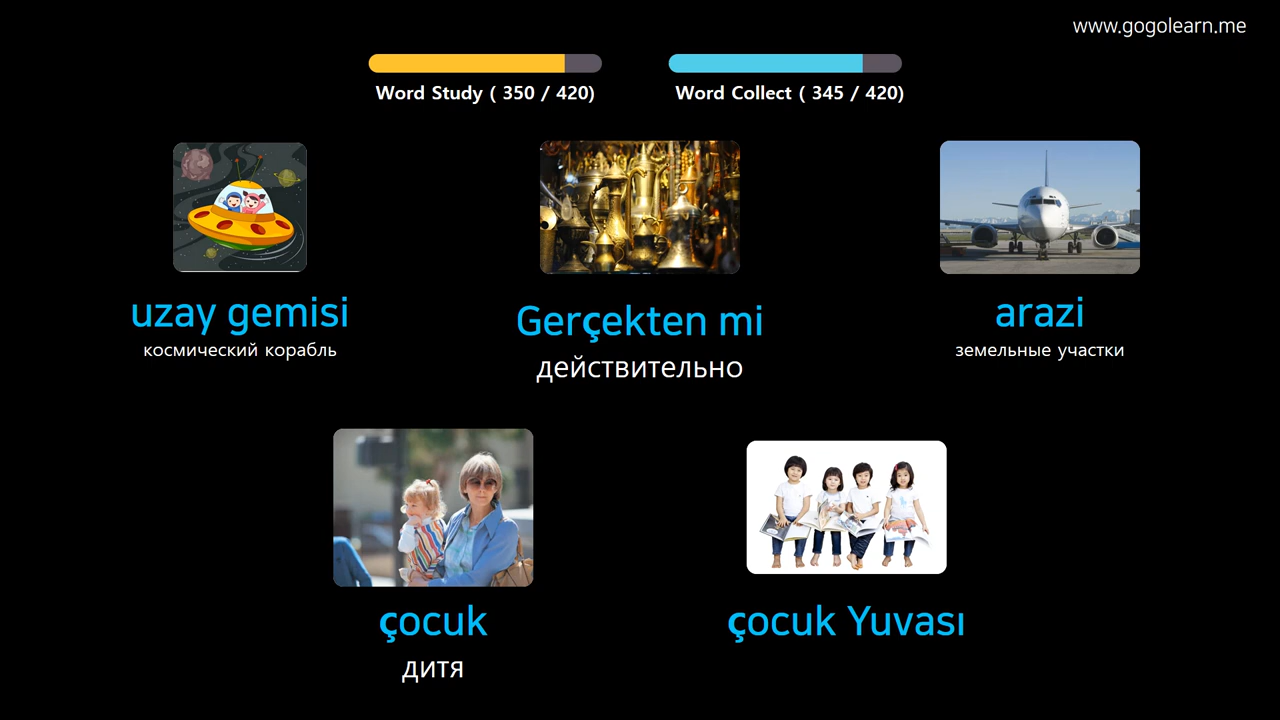 www.gogolearn.me
Word Study ( 350 / 420)
Word Collect ( 345 / 420)
uzay gemisi
космический корабль
Gerçekten mi
действительно
arazi
земельные участки
çocuk
дитя
çocuk Yuvası